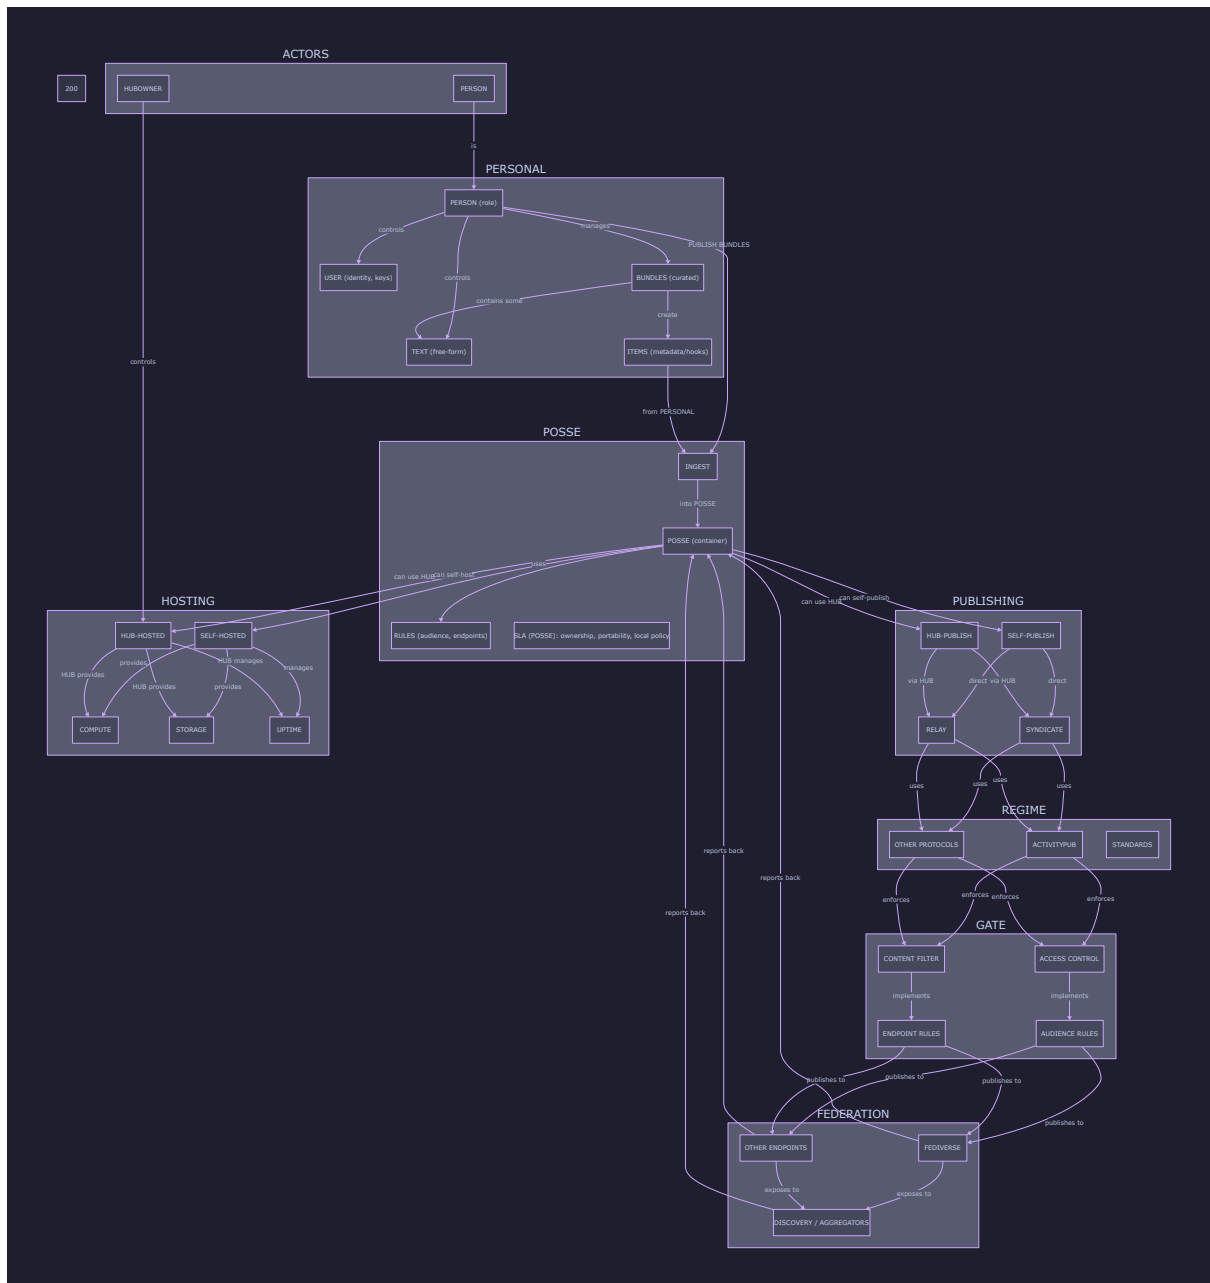 ACTORS
200
HUBOWNER
PERSON
is
PERSONAL
PERSON (role)
controls
manages
PUBLISH BUNDLES
USER (identity, keys)
controls
BUNDLES (curated)
contains some
create
TEXT (free-form)
ITEMS (metadata/hooks)
controls
from PERSONAL
POSSE
INGEST
into POSSE
POSSE (container)
uses
can use HUB
can self-host
can use HUB
can self-publish
HOSTING
PUBLISHING
HUB-HOSTED
SELF-HOSTED
RULES (audience, endpoints)
SLA (POSSE): ownership, portability, local policy
HUB-PUBLISH
SELF-PUBLISH
HUB provides
provides
HUB provides
HUB manages
provides
manages
via HUB
direct
via HUB
direct
COMPUTE
STORAGE
UPTIME
RELAY
SYNDICATE
uses
uses
uses
uses
REGIME
OTHER PROTOCOLS
ACTIVITYPUB
STANDARDS
reports back
reports back
reports back
enforces
enforces
enforces
enforces
GATE
CONTENT FILTER
ACCESS CONTROL
implements
implements
ENDPOINT RULES
AUDIENCE RULES
publishes to
publishes to
publishes to
publishes to
FEDERATION
OTHER ENDPOINTS
FEDIVERSE
exposes to
exposes to
DISCOVERY / AGGREGATORS